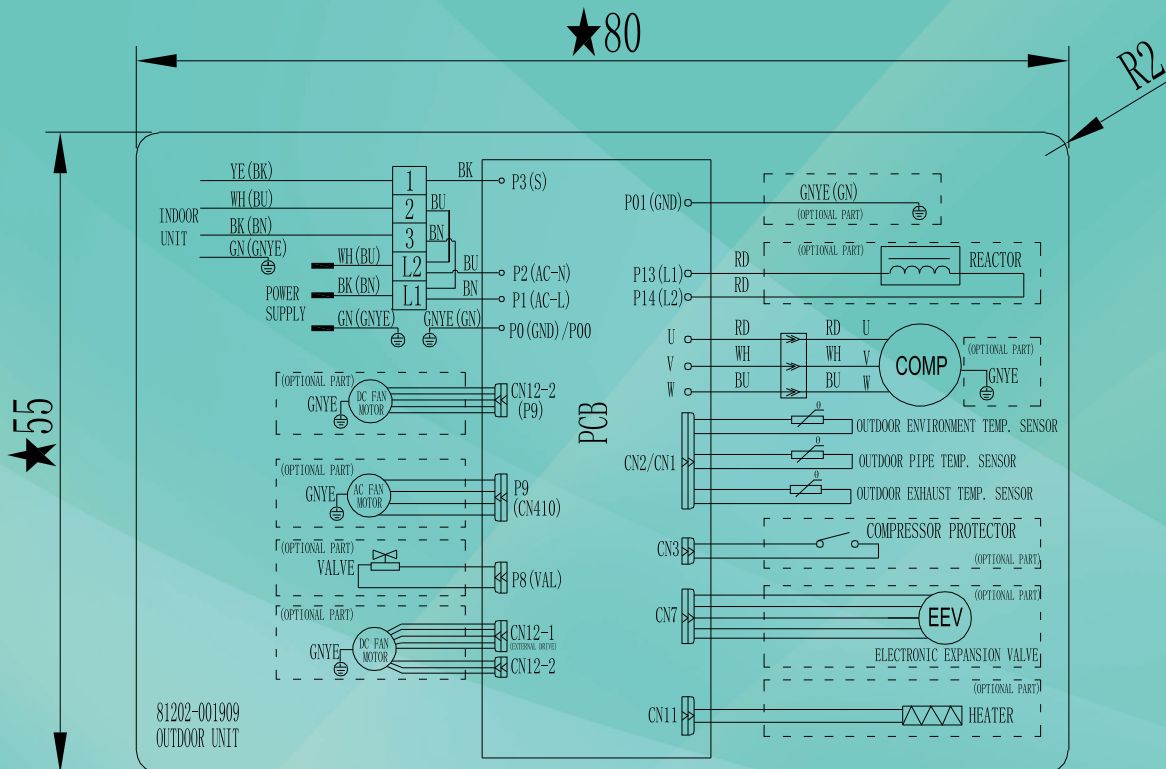 ★80
R2
★55
YE(BK)
WH(BU)
BK(BN)
GN(GNYE)
INDOOR
UNIT
WH(BU)
BK(BN)
GN(GNYE)
POWER
SUPPLY
1
2
3
L2
L1
BK
BU
BN
BU
BN
GNYE(GN)
P3(S)
P2(AC-N)
P1(AC-L)
P0(GND)/P00
(OPTIONAL PART)
GNYE
DC FAN
MOTOR
CN12-2
(P9)
(OPTIONAL PART)
GNYE
AC FAN
MOTOR
P9
(CN410)
(OPTIONAL PART)
VALVE
P8(VAL)
(OPTIONAL PART)
GNYE
DC FAN
MOTOR
CN12-1
(EXTERNAL DRIVE)
CN12-2
81202-001909
OUTDOOR UNIT
PCB
P01(GND)
GNYE(GN)
(OPTIONAL PART)
(OPTIONAL PART)
P13(L1)
RD
REACTOR
P14(L2)
RD
U
RD
RD
U
V
WH
WH
V
W
BU
BU
W
COMP
(OPTIONAL PART)
GNYE
CN2/CN1
θ
OUTDOOR ENVIRONMENT TEMP. SENSOR
θ
OUTDOOR PIPE TEMP. SENSOR
θ
OUTDOOR EXHAUST TEMP. SENSOR
CN3
COMPRESSOR PROTECTOR
(OPTIONAL PART)
CN7
(OPTIONAL PART)
EEV
ELECTRONIC EXPANSION VALVE
(OPTIONAL PART)
CN11
HEATER